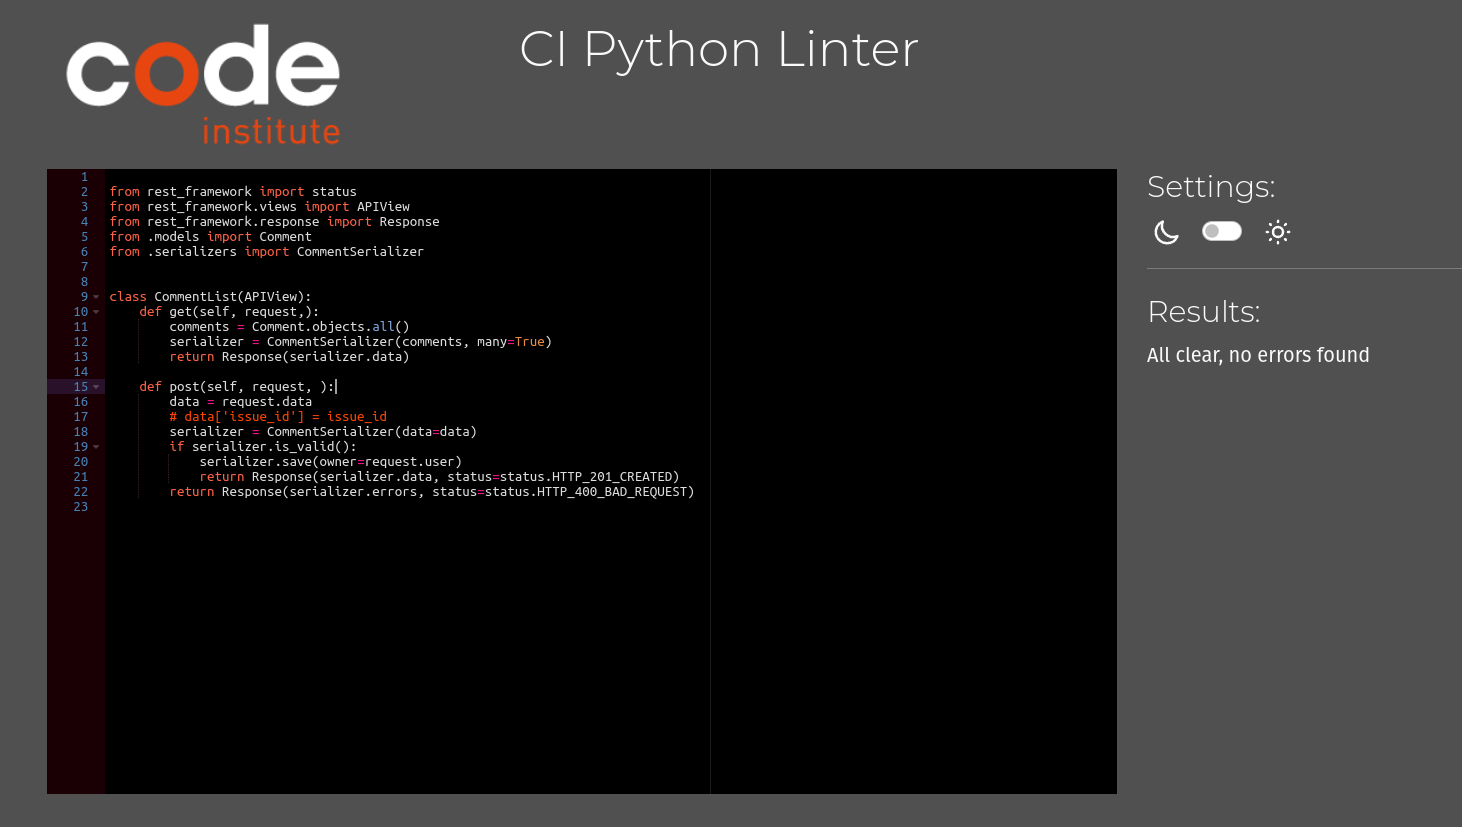 code
institute
CI Python Linter
1
2 from rest_framework import status
3 from rest_framework.views import APIView
4 from rest_framework.response import Response
5 from .models import Comment
6 from .serializers import CommentSerializer
7
8
9 class CommentList(APIView):
10     def get(self, request,):
11         comments = Comment.objects.all()
12         serializer = CommentSerializer(comments, many=True)
13         return Response(serializer.data)
14
15     def post(self, request, ):
16         data = request.data
17         # data['issue_id'] = issue_id
18         serializer = CommentSerializer(data=data)
19         if serializer.is_valid():
20             serializer.save(owner=request.user)
21             return Response(serializer.data, status=status.HTTP_201_CREATED)
22         return Response(serializer.errors, status=status.HTTP_400_BAD_REQUEST)
23
Settings:
Results:
All clear, no errors found